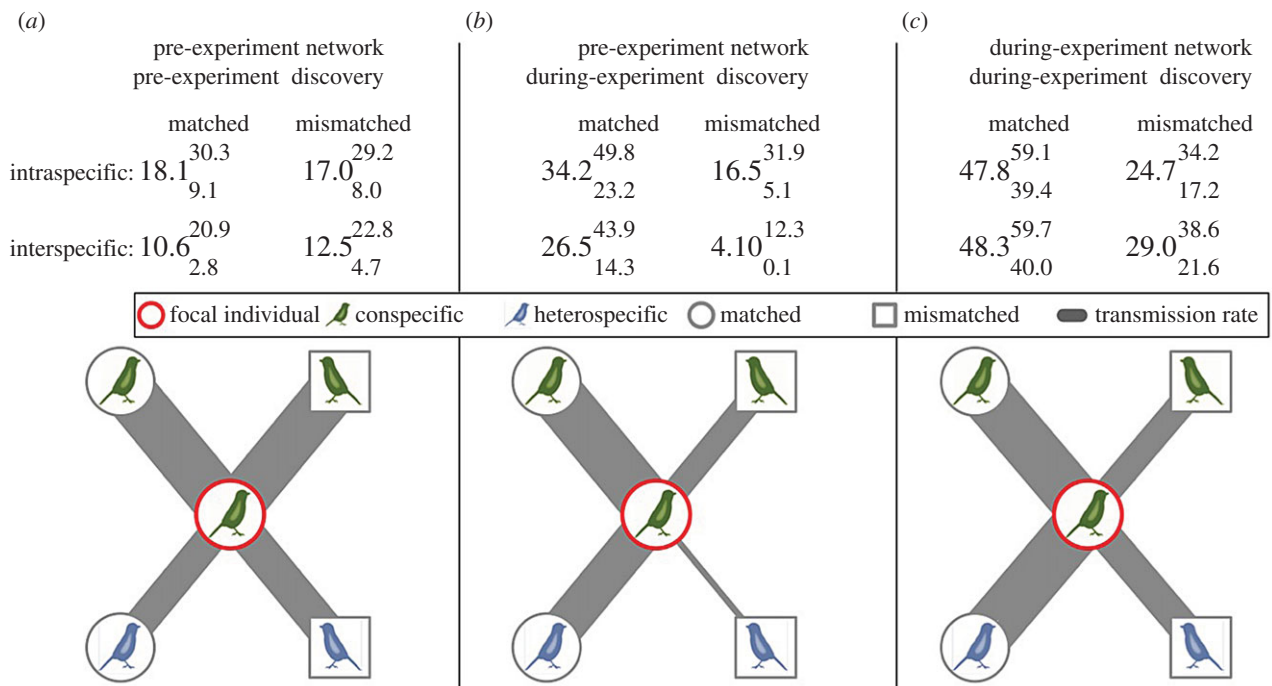 (a)
pre-experiment network
pre-experiment discovery
matched mismatched
intraspecific: 18.1 30.3 9.1 17.0 29.2 8.0
interspecific: 10.6 20.9 2.8 12.5 22.8 4.7
(b)
pre-experiment network
during-experiment discovery
matched mismatched
34.2 49.8 23.2 16.5 31.9 5.1
26.5 43.9 14.3 4.10 12.3 0.1
(c)
during-experiment network
during-experiment discovery
matched mismatched
47.8 59.1 39.4 24.7 34.2 17.2
48.3 59.7 40.0 29.0 38.6 21.6
focal individual conspecific heterospecific matched mismatched transmission rate